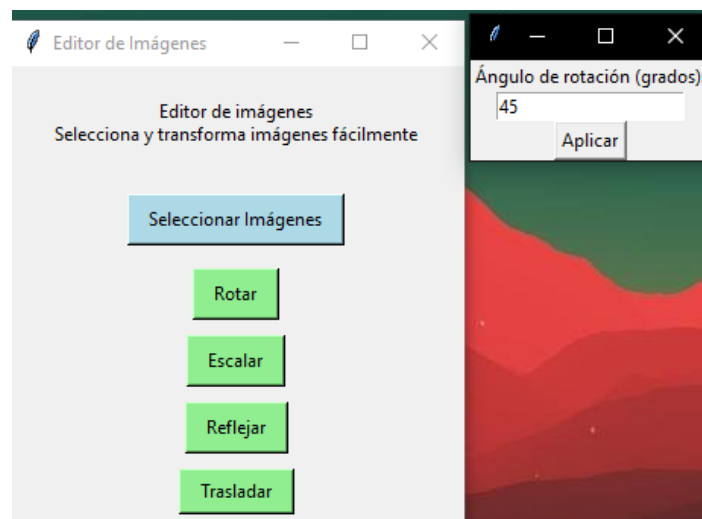 Editor de Imágenes
Editor de imágenes
Selecciona y transforma imágenes fácilmente
Seleccionar Imágenes
Rotar
Escalar
Reflejar
Trasladar
Ángulo de rotación (grados):
45
Aplicar